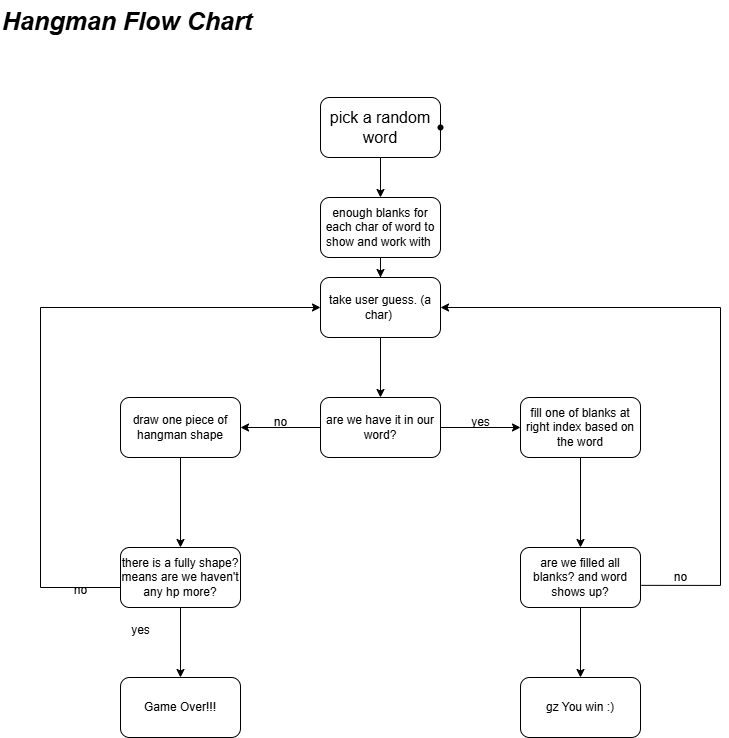 Hangman Flow Chart
pick a random
word
enough blanks for
each char of word to
show and work with
take user guess. (a
char)
draw one piece of
hangman shape
no
are we have it in our
word?
yes
fill one of blanks at
right index based on
the word
there is a fully shape?
means are we haven't
any hp more?
no
yes
are we filled all
blanks? and word
shows up?
no
Game Over!!!
gz You win :)